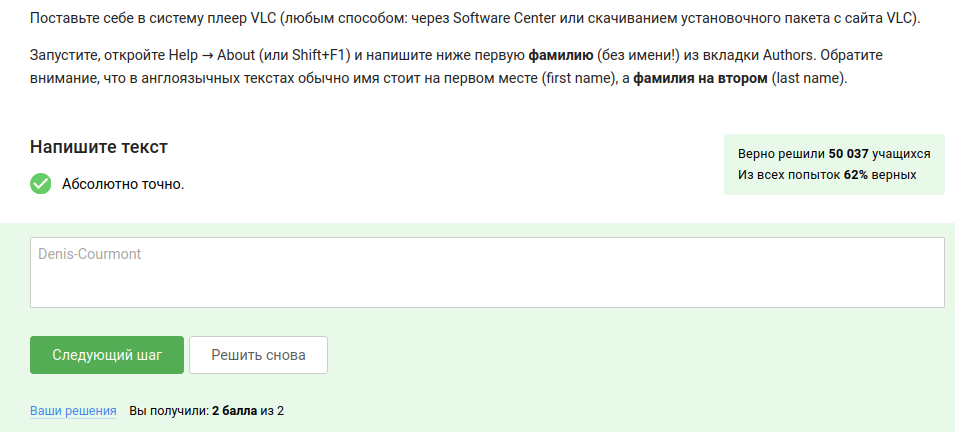 Поставьте себе в систему плеер VLC (любым способом: через Software Center или скачиванием установочного пакета с сайта VLC).
Запустите, откройте Help → About (или Shift+F1) и напишите ниже первую фамилию (без имени!) из вкладки Authors. Обратите
внимание, что в англоязычных текстах обычно имя стоит на первом месте (first name), а фамилия на втором (last name).
Напишите текст
Верно решили 50 037 учащихся
Из всех попыток 62% верных
Абсолютно точно.
Denis-Courmont
Следующий шаг
Решить снова
Ваши решения Вы получили: 2 балла из 2